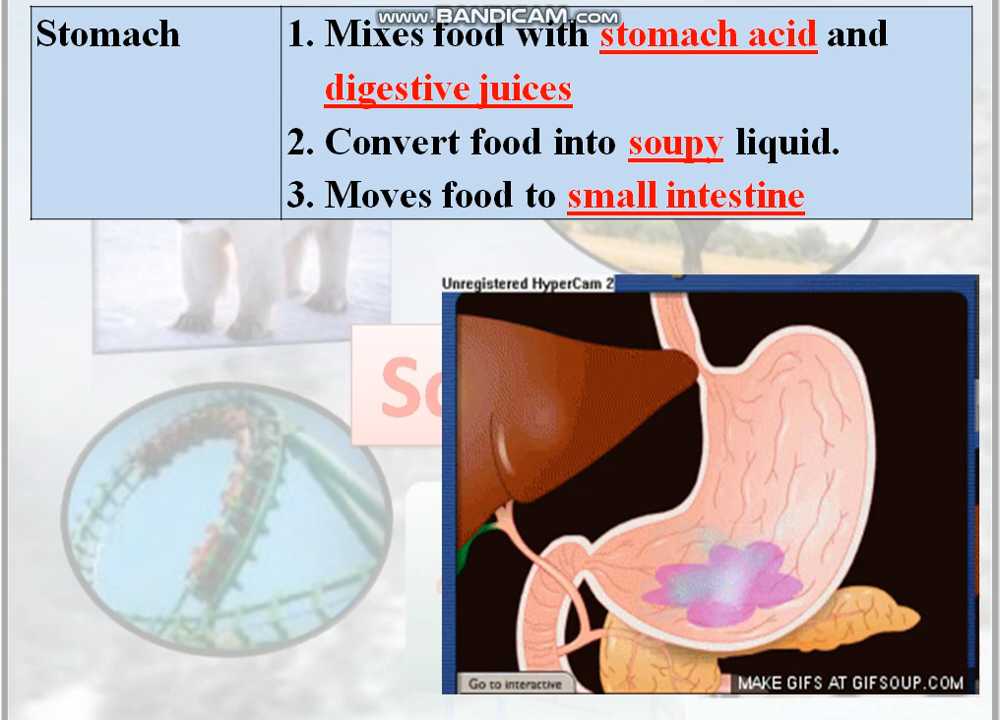 www.BANDICAM.com
Stomach
1. Mixes food with stomach acid and
digestive juices
2. Convert food into soupy liquid.
3. Moves food to small intestine
Unregistered HyperCam 2
Go to interactive
MAKE GIFS AT GIFSOUP.COM